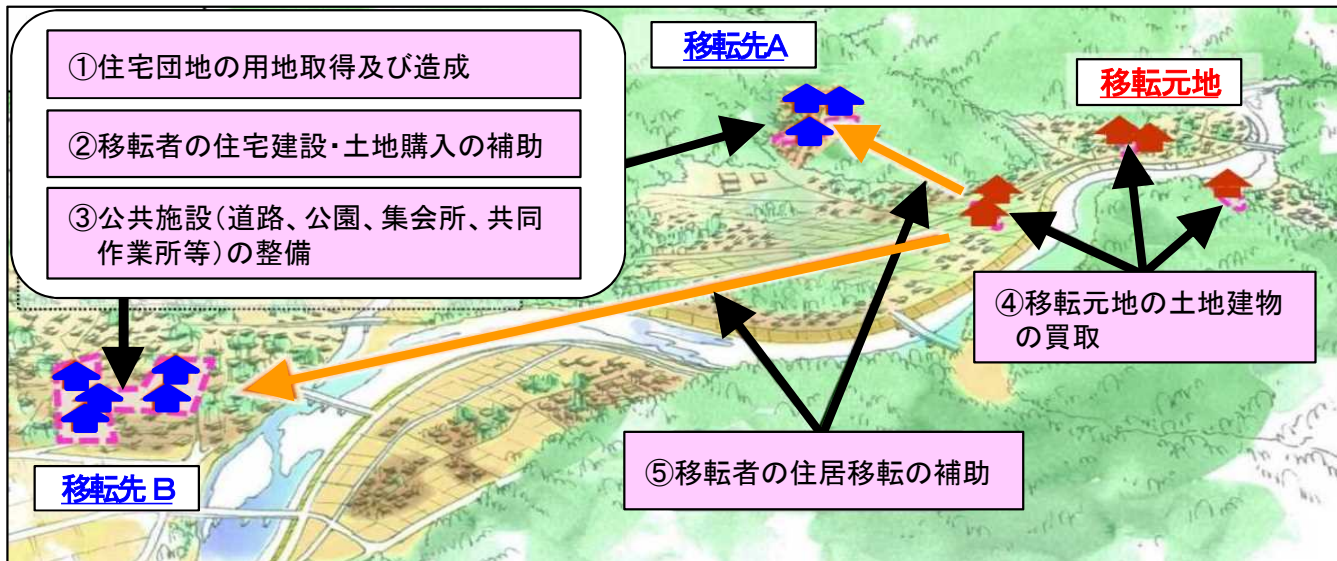 ①住宅団地の用地取得及び造成
②移転者の住宅建設・土地購入の補助
③公共施設(道路、公園、集会所、共同
作業所等)の整備
移転先A
移転元地
④移転元地の土地建物
の買取
⑤移転者の住居移転の補助
移転先B